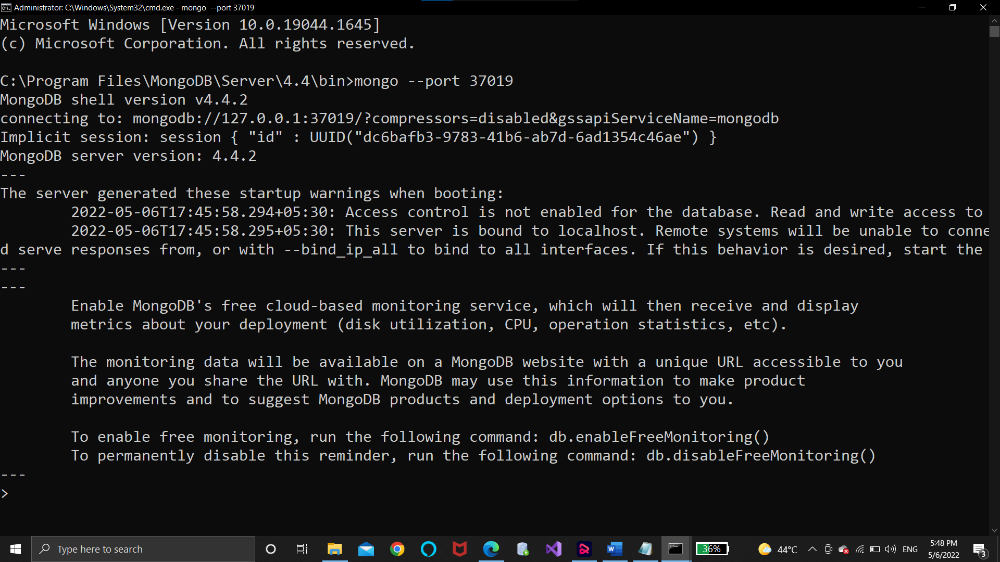 Administrator: C:\Windows\System32\cmd.exe - mongo --port 37019
Microsoft Windows [Version 10.0.19044.1645]
(c) Microsoft Corporation. All rights reserved.
C:\Program Files\MongoDB\Server\4.4\bin>mongo --port 37019
MongoDB shell version v4.4.2
connecting to: mongodb://127.0.0.1:37019/?compressors=disabled&gssapiServiceName=mongodb
Implicit session: session { "id" : UUID("dc6bafb3-9783-41b6-ab7d-6ad1354c46ae") }
MongoDB server version: 4.4.2
---
The server generated these startup warnings when booting:
2022-05-06T17:45:58.294+05:30: Access control is not enabled for the database. Read and write access to
2022-05-06T17:45:58.295+05:30: This server is bound to localhost. Remote systems will be unable to conne
d serve responses from, or with --bind_ip_all to bind to all interfaces. If this behavior is desired, start the
---
---
Enable MongoDB's free cloud-based monitoring service, which will then receive and display
metrics about your deployment (disk utilization, CPU, operation statistics, etc).
The monitoring data will be available on a MongoDB website with a unique URL accessible to you
and anyone you share the URL with. MongoDB may use this information to make product
improvements and to suggest MongoDB products and deployment options to you.
To enable free monitoring, run the following command: db.enableFreeMonitoring()
To permanently disable this reminder, run the following command: db.disableFreeMonitoring()
---
>
Type here to search
36%
44°C
ENG
5:48 PM
5/6/2022
3